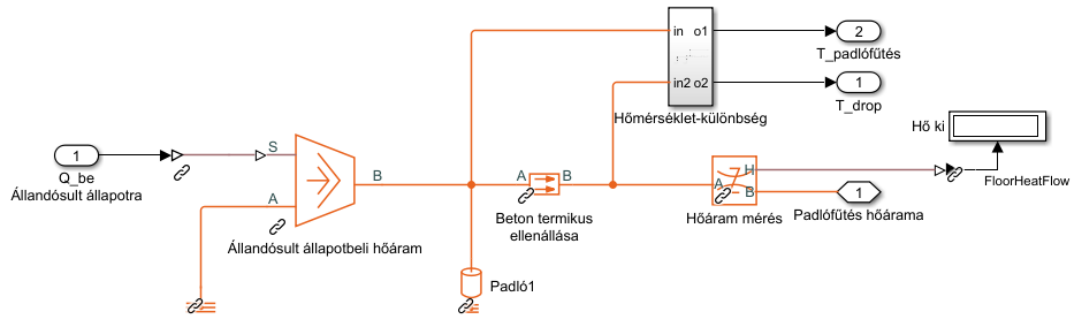 in o1
2
T_padlófűtés
in2 o2
1
T_drop
Hőmérséklet-különbség
Hő ki
FloorHeatFlow
1
Q_be
Állandósult állapotra
S
A
B
Állandósult állapotbeli hőáram
A
B
Beton termikus
ellenállása
A
H
B
Hőáram mérés
1
Padlófűtés hőárama
Padló1